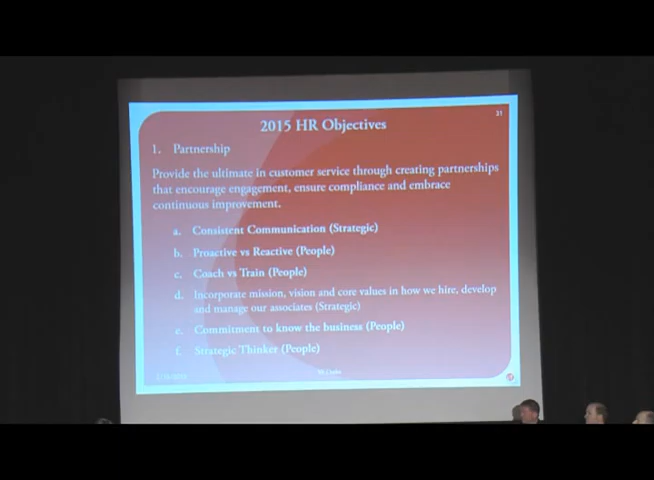 31
2015 HR Objectives
1. Partnership
Provide the ultimate in customer service through creating partnerships
that encourage engagement, ensure compliance and embrace
continuous improvement.
a. Consistent Communication (Strategic)
b. Proactive vs Reactive (People)
c. Coach vs Train (People)
d. Incorporate mission, vision and core values in how we hire, develop
and manage our associates (Strategic)
e. Commitment to know the business (People)
f. Strategic Thinker (People)